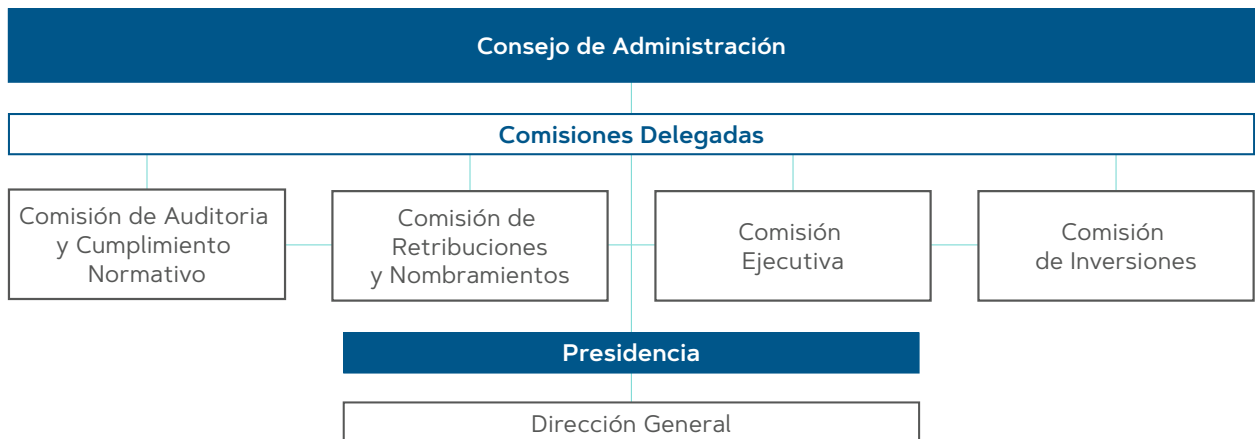 Consejo de Administración
Comisiones Delegadas
Comisión de Auditoria
y Cumplimiento
Normativo
Comisión de
Retribuciones
y Nombramientos
Comisión
Ejecutiva
Comisión
de Inversiones
Presidencia
Dirección General